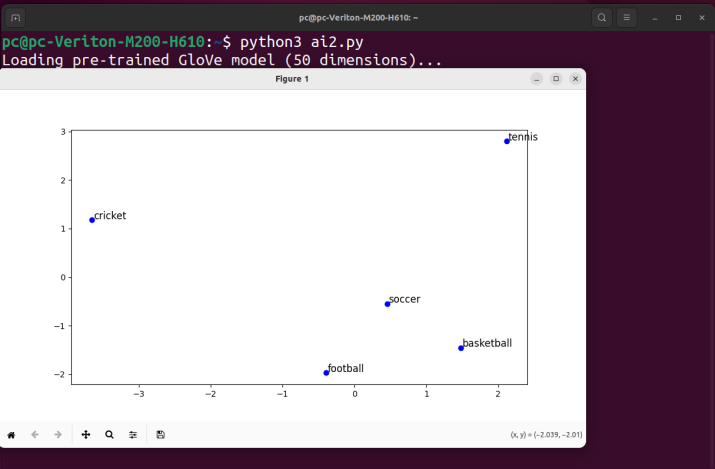 pc@pc-Veriton-M200-H610: ~
pc@pc-Veriton-M200-H610:~$ python3 ai2.py
Loading pre-trained GloVe model (50 dimensions)...
Figure 1
3
tennis
2
cricket
1
0
soccer
−1
basketball
football
−2
−3 −2 −1 0 1 2
(x, y) = (−2.039, −2.01)